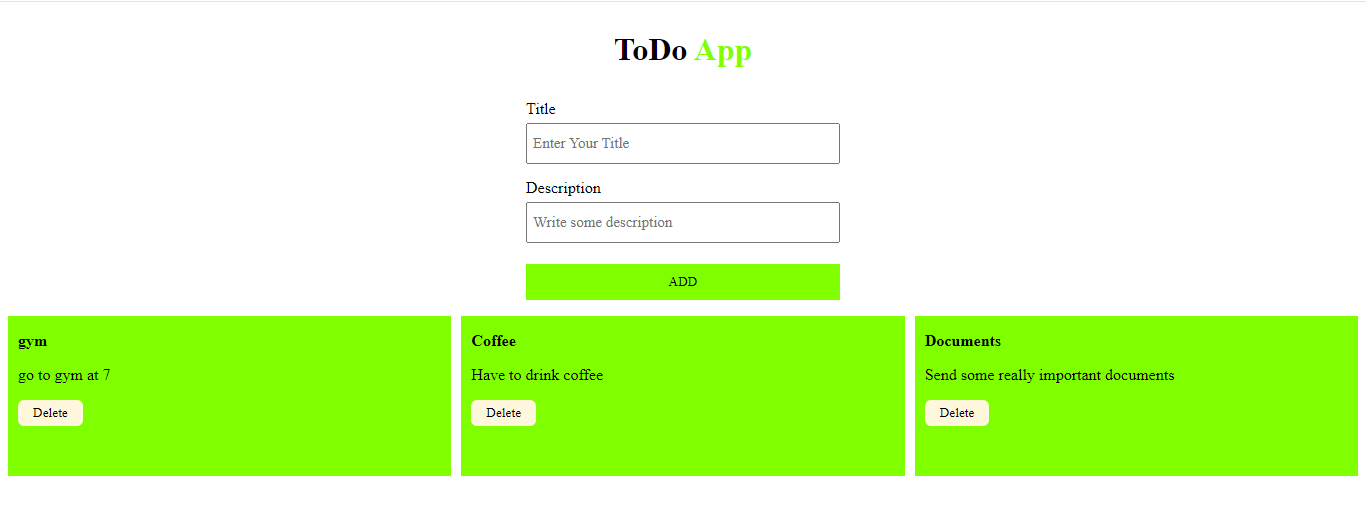 ToDo App
Title
Enter Your Title
Description
Write some description
ADD
gym
go to gym at 7
Delete
Coffee
Have to drink coffee
Delete
Documents
Send some really important documents
Delete